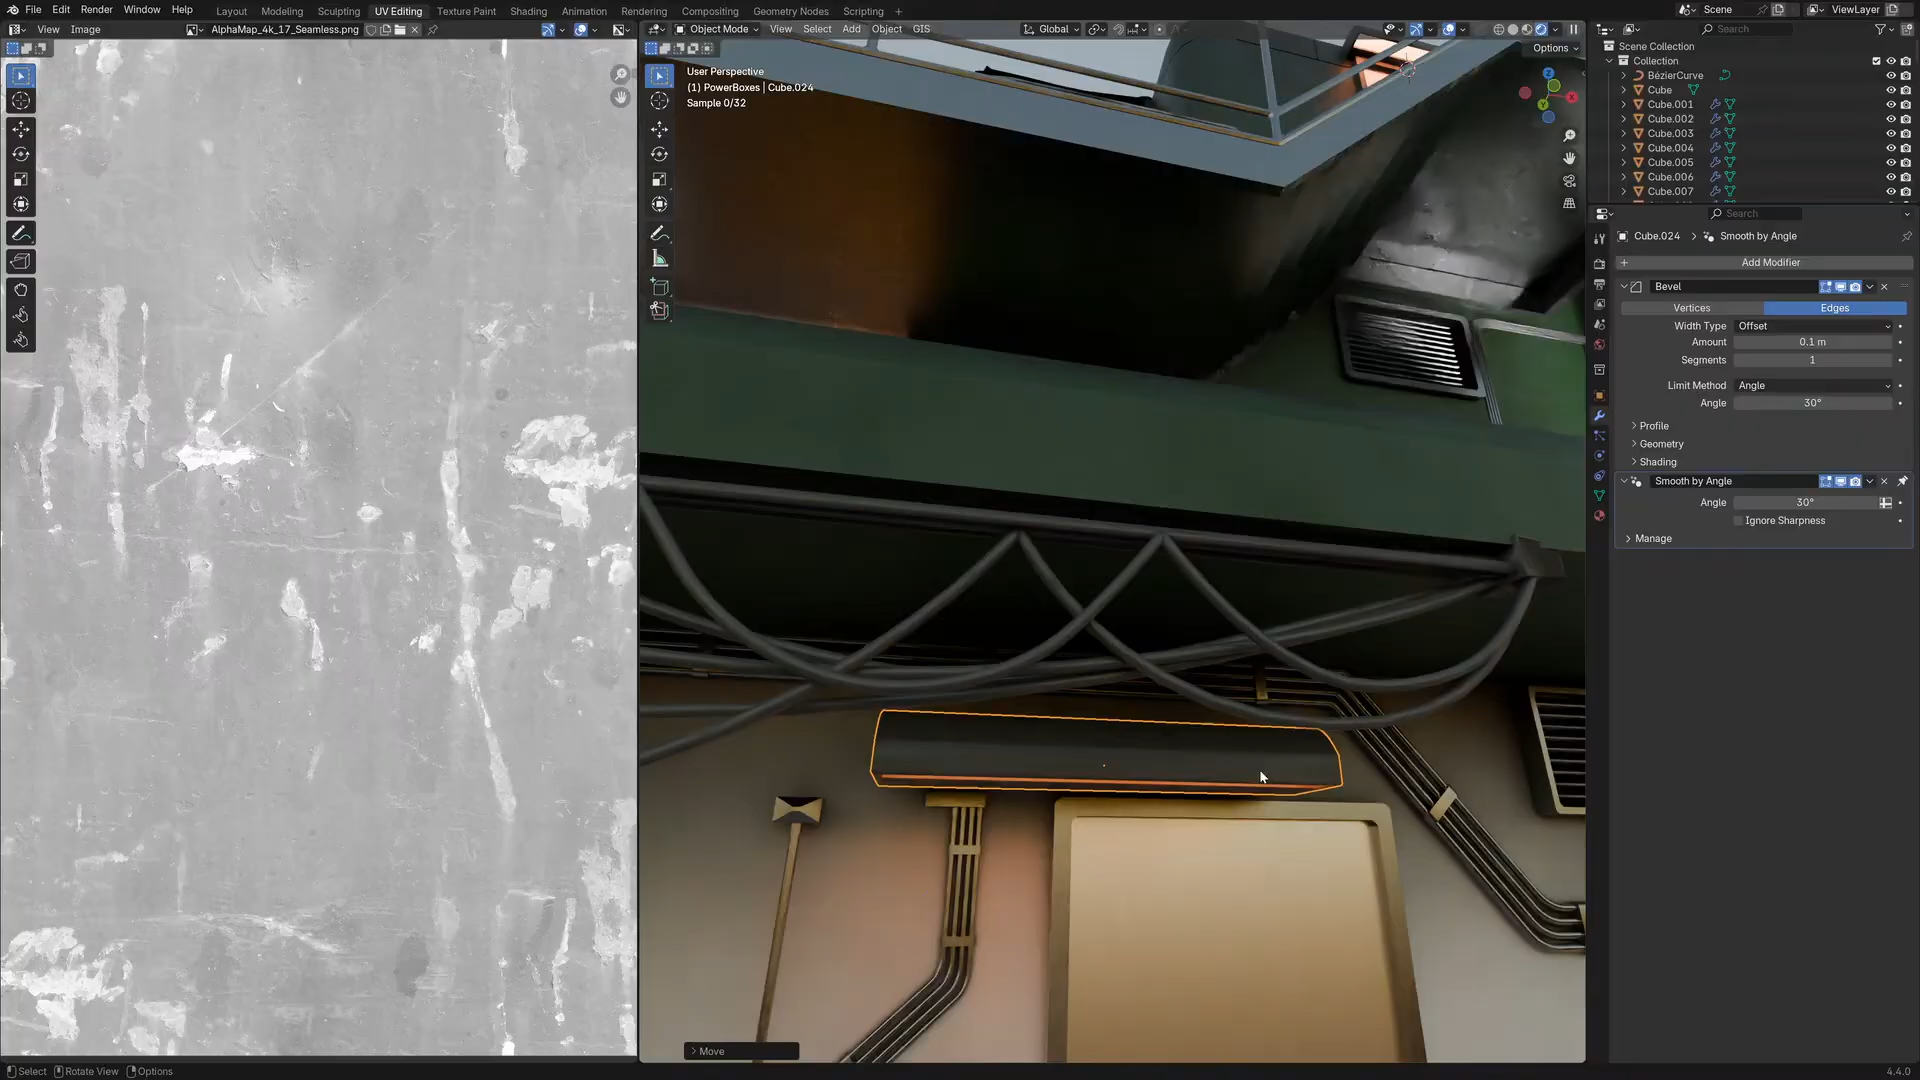 File Edit Render Window Help
Layout Modeling Sculpting UV Editing Texture Paint Shading Animation Rendering Compositing Geometry Nodes Scripting +
Scene
ViewLayer
View Image
AlphaMap_4k_17_Seamless.png
Object Mode
View Select Add Object GIS
Global
Options
User Perspective
(1) PowerBoxes | Cube.024
Sample 0/32
Search
Scene Collection
Collection
BézierCurve
Cube
Cube.001
Cube.002
Cube.003
Cube.004
Cube.005
Cube.006
Cube.007
Search
Cube.024 > Smooth by Angle
+ Add Modifier
Bevel
Vertices Edges
Width Type Offset
Amount 0.1 m
Segments 1
Limit Method Angle
Angle 30°
Profile
Geometry
Shading
Smooth by Angle
Angle 30°
Ignore Sharpness
Manage
> Move
Select Rotate View Options
4.4.0